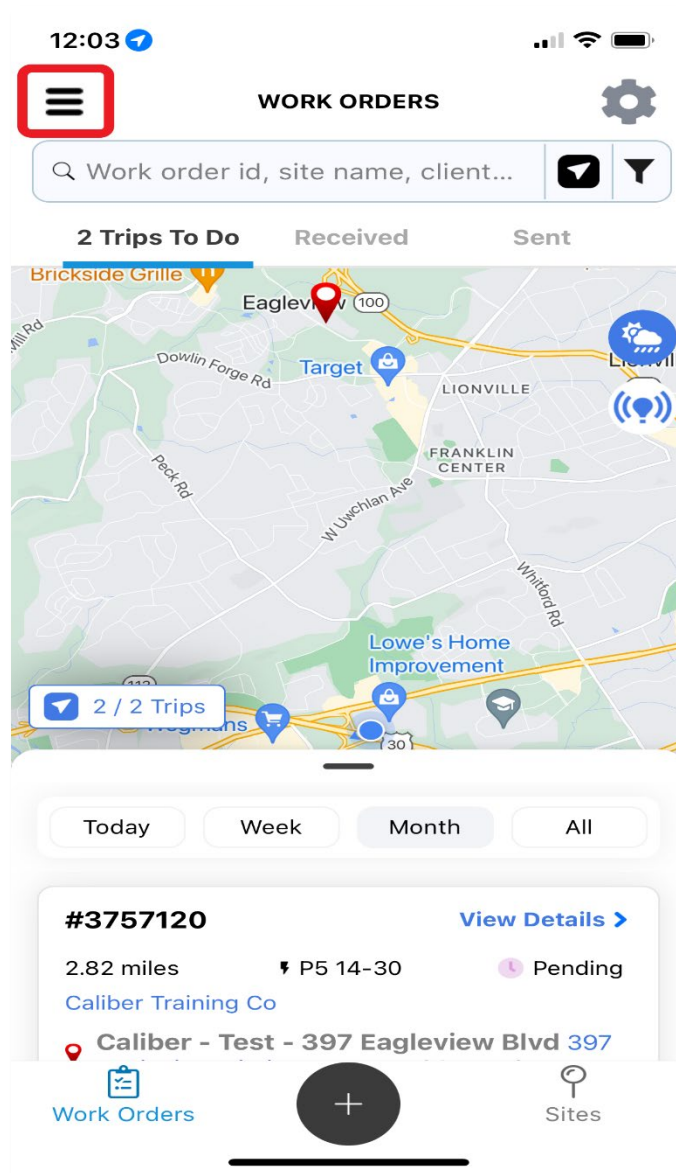 12:03
WORK ORDERS
Work order id, site name, client...
2 Trips To Do Received Sent
Brickside Grille
Eagleview 100
Mill Rd
Dowlin Forge Rd
Target
LIONVILLE
FRANKLIN
CENTER
Peck Rd
W Uwchlan Ave
Whitford Rd
Lowe's Home
Improvement
2 / 2 Trips
30
Today Week Month All
#3757120 View Details >
2.82 miles P5 14-30 Pending
Caliber Training Co
Caliber - Test - 397 Eagleview Blvd 397
Work Orders + Sites